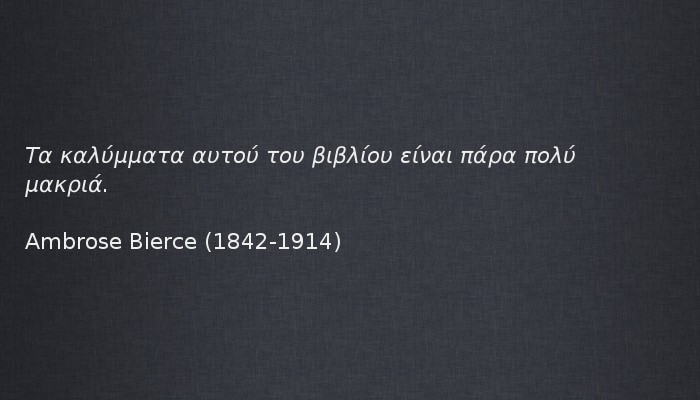 Τα καλύμματα αυτού του βιβλίου είναι πάρα πολύ
μακριά.
Ambrose Bierce (1842-1914)